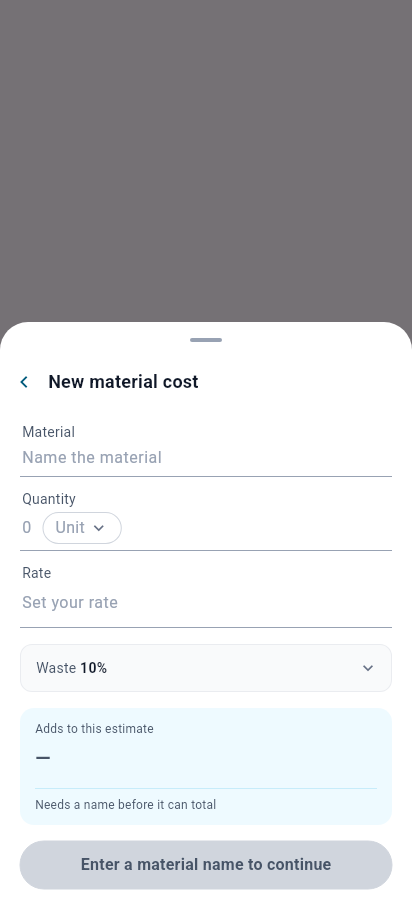 New material cost
Material
Name the material
Quantity
0 Unit
Rate
Set your rate
Waste 10%
Adds to this estimate
—
Needs a name before it can total
Enter a material name to continue